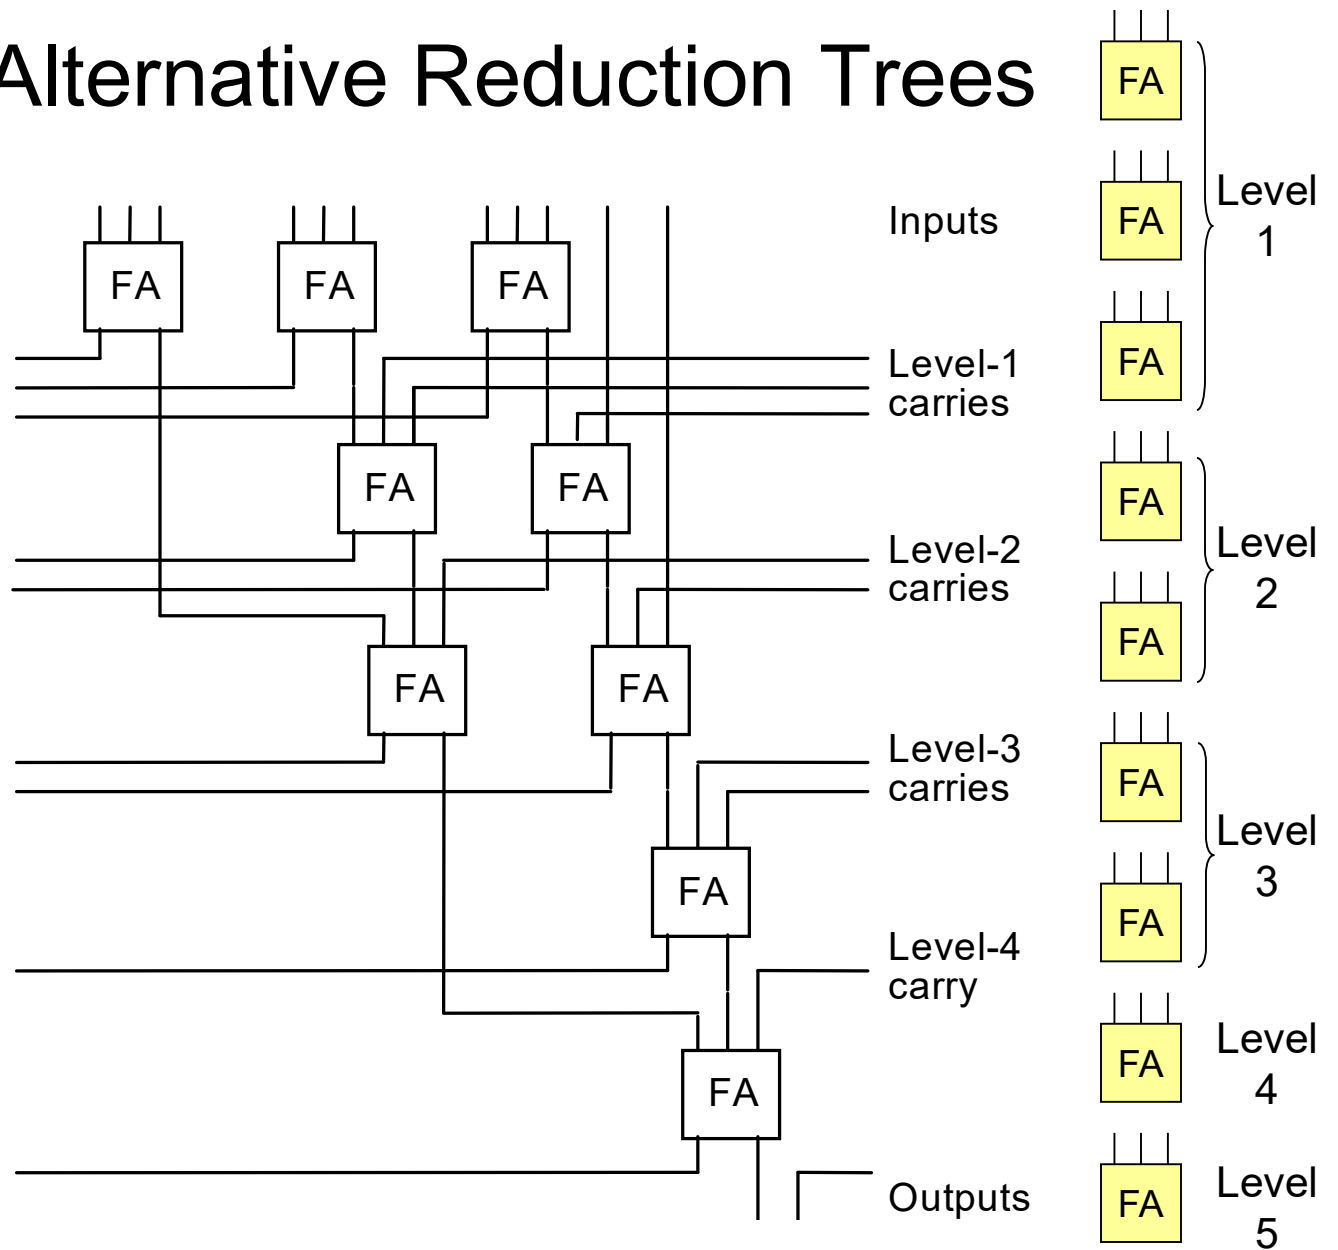 Alternative Reduction Trees
Inputs
FA FA FA
Level-1
carries
FA FA
Level-2
carries
FA FA
Level-3
carries
FA
Level-4
carry
FA
Outputs
FA
FA
FA
Level
1
FA
FA
Level
2
FA
FA
Level
3
FA
Level
4
FA
Level
5